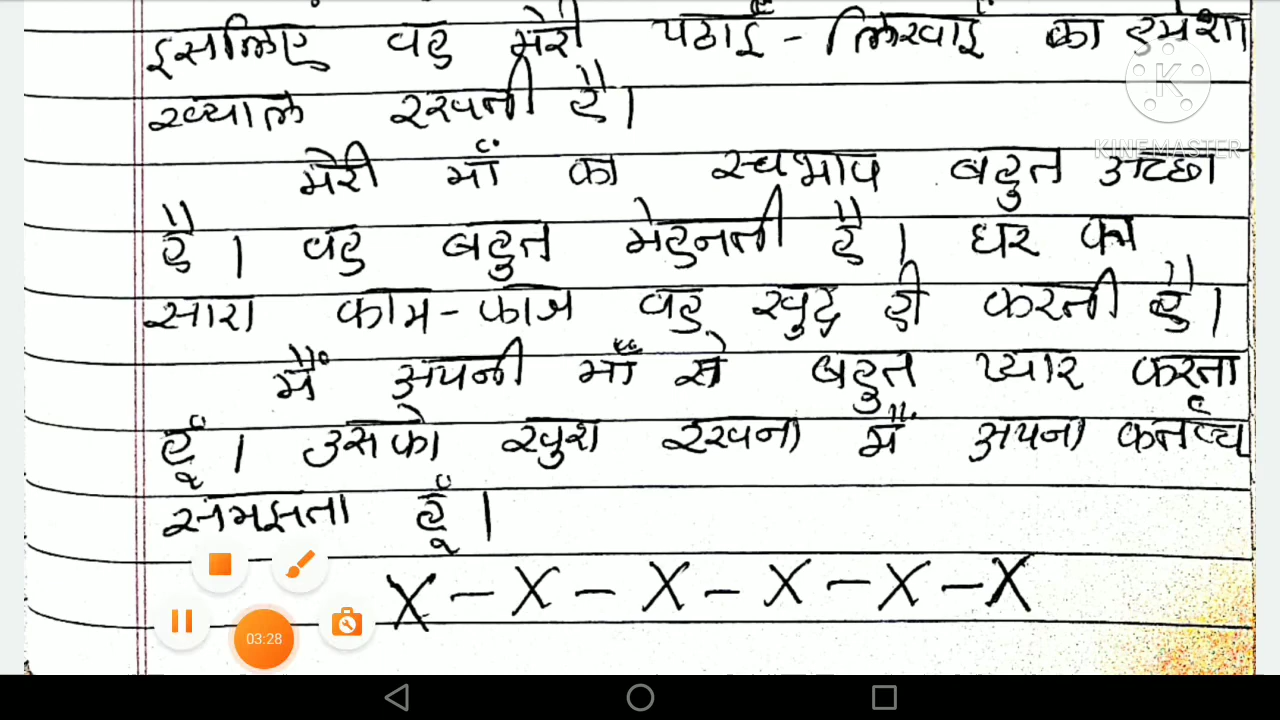 इसलिए वह मेरी पढाई - लिखाई का हमेशा
ख्याल रखती है।
मेरी माँ का स्वभाव बहुत अच्छा
है। वह बहुत मेहनती है। घर का
सारा काम-काज वह खुद ही करती है।
मैं अपनी माँ से बहुत प्यार करता
हूँ। उसको खुश रखना मैं अपना कर्तव्य
समझता हूँ।
X - X - X - X - X - X
K
KINEMASTER
03:28